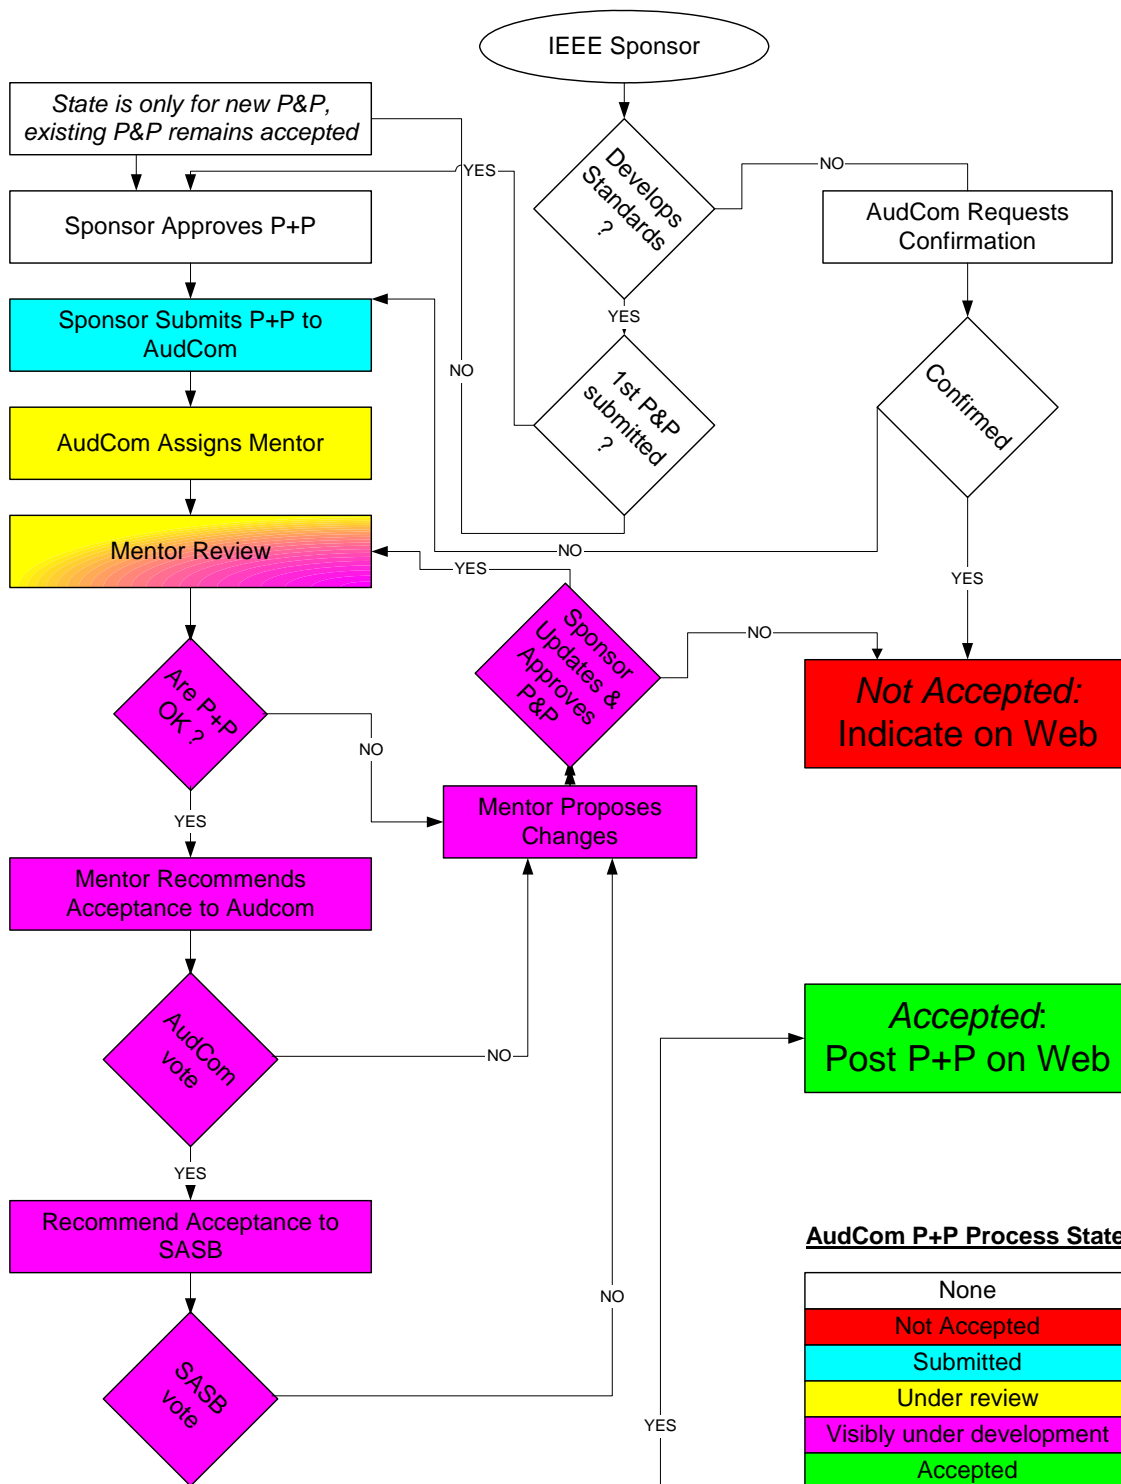 IEEE Sponsor
State is only for new P&P,
existing P&P remains accepted
YES
Develops
Standards
?
NO
Sponsor Approves P+P
AudCom Requests
Confirmation
Sponsor Submits P+P to
AudCom
YES
NO
1st P&P
submitted
?
Confirmed
AudCom Assigns Mentor
Mentor Review
NO
YES
YES
Sponsor
Updates &
Approves
P&P
NO
Are P+P
OK ?
NO
Not Accepted:
Indicate on Web
Mentor Proposes
Changes
YES
Mentor Recommends
Acceptance to Audcom
AudCom
vote
NO
Accepted:
Post P+P on Web
YES
Recommend Acceptance to
SASB
NO
SASB
vote
YES
AudCom P+P Process State
None
Not Accepted
Submitted
Under review
Visibly under development
Accepted